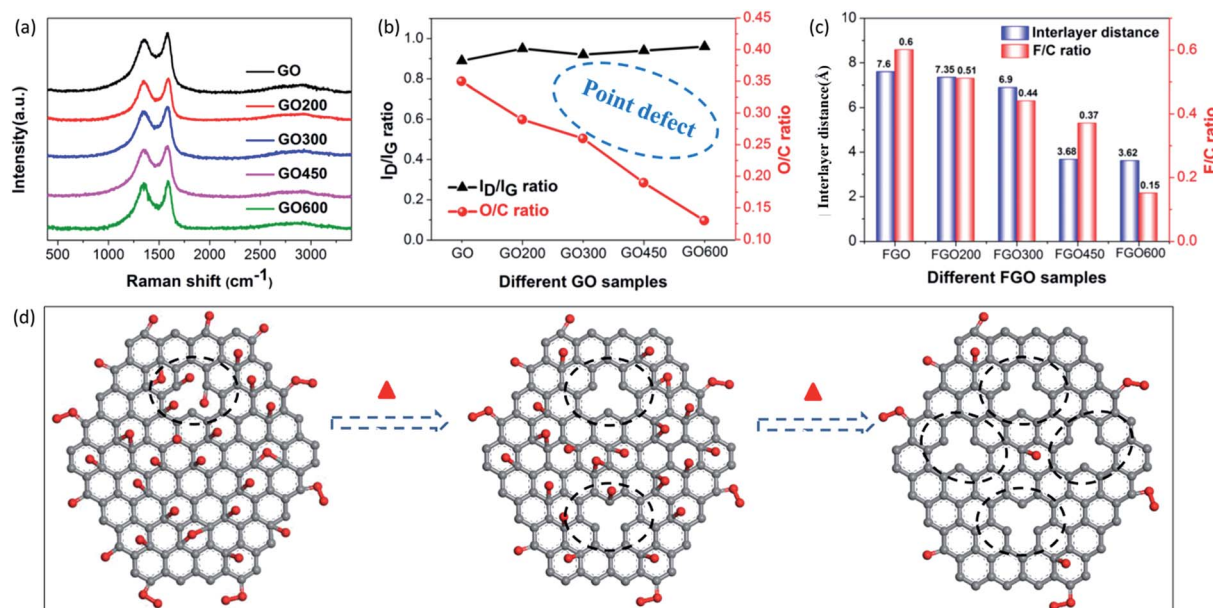 (a)
Intensity(a.u.)
GO
GO200
GO300
GO450
GO600
500 1000 1500 2000 2500 3000
Raman shift (cm-1)
(b)
ID/IG ratio
1.0
0.8
0.6
0.4
0.2
0.0
Point defect
ID/IG ratio
O/C ratio
0.45
0.40
0.35
0.30
0.25
0.20
0.15
0.10
O/C ratio
GO GO200 GO300 GO450 GO600
Different GO samples
(c)
Interlayer distance(Å)
10
8
6
4
2
0
Interlayer distance
F/C ratio
7.6 0.6
7.35 0.51
6.9 0.44
3.68 0.37
3.62 0.15
0.6
0.4
0.2
0.0
F/C ratio
FGO FGO200 FGO300 FGO450 FGO600
Different FGO samples
(d)